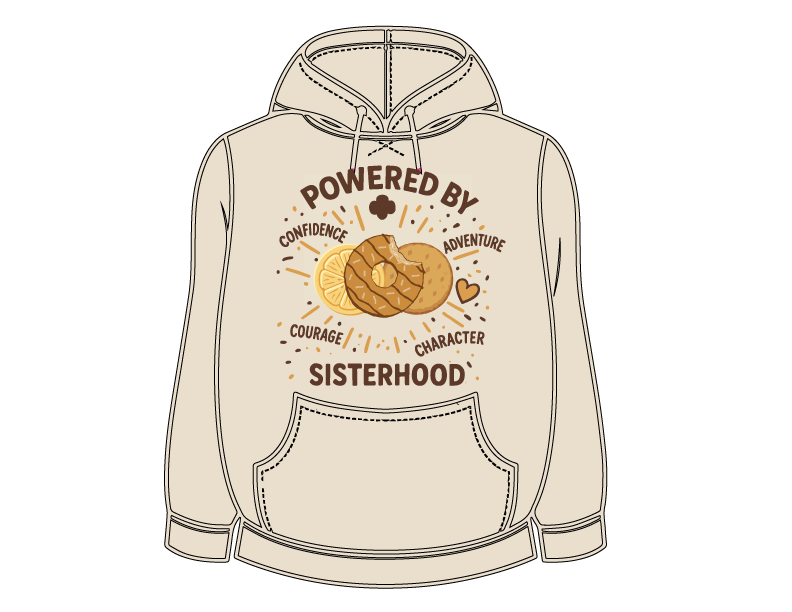 POWERED BY
CONFIDENCE
ADVENTURE
COURAGE
CHARACTER
SISTERHOOD